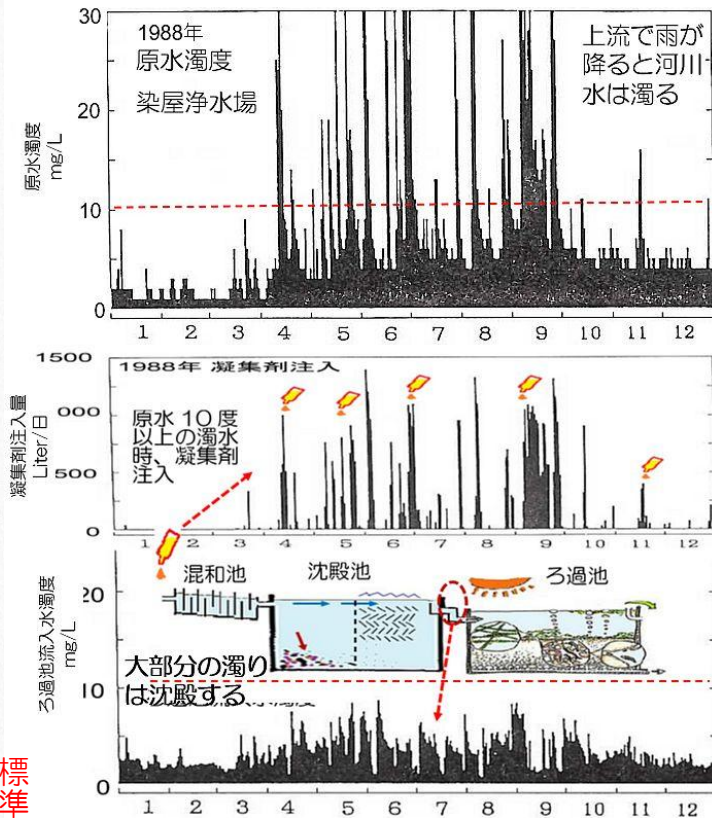 30
20
10
0
原水濁度
mg/L
1988年
原水濁度
染屋浄水場
上流で雨が
降ると河川
水は濁る
1 2 3 4 5 6 7 8 9 10 11 12
1500
000
500
0
凝集剤注入量
Liter/日
1988年 凝集剤注入
原水10度
以上の濁水
時、凝集剤
注入
1 2 3 4 5 6 7 8 9 10 11 12
20
10
0
ろ過池流入水濁度
mg/L
混和池
沈殿池
ろ過池
大部分の濁り
は沈殿する
1 2 3 4 5 6 7 8 9 10 11 12
標
準